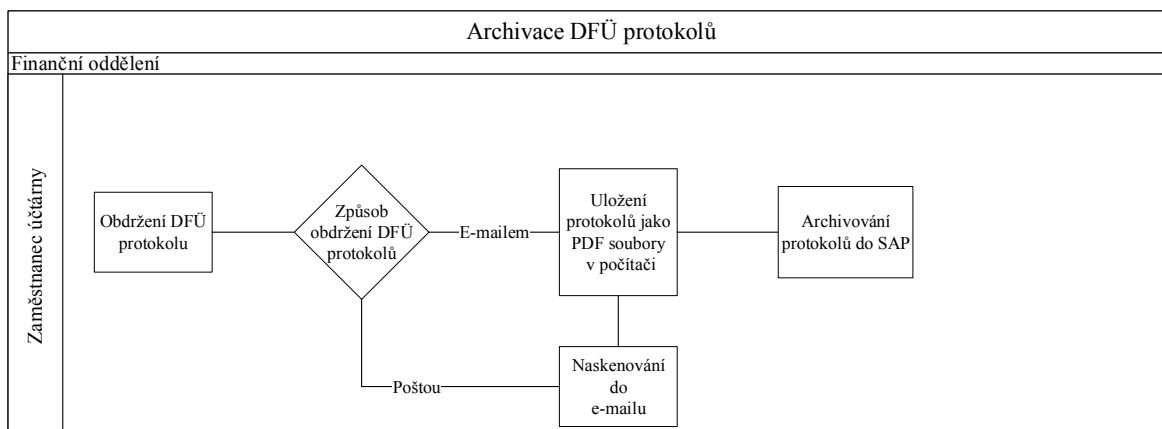 Archivace DFÜ protokolů
Finanční oddělení
Zaměstnanec účtárny
Obdržení DFÜ
protokolu
Způsob
obdržení DFÜ
protokolů
E-mailem
Uložení
protokolů jako
PDF soubory
v počítači
Archivování
protokolů do SAP
Poštou
Naskenování
do
e-mailu